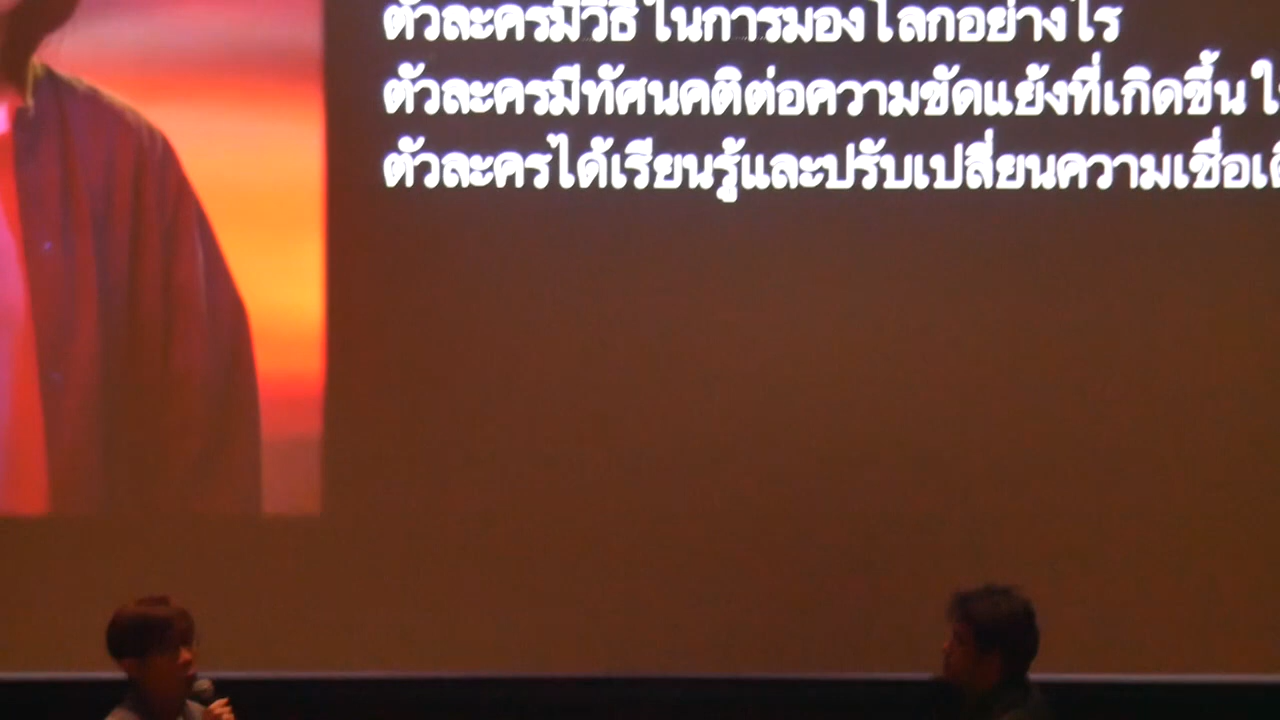 ตัวละครมีวิธีในการมองโลกอย่างไร
ตัวละครมีทัศนคติต่อความขัดแย้งที่เกิดขึ้น
ตัวละครได้เรียนรู้และปรับเปลี่ยนความเชื่อ